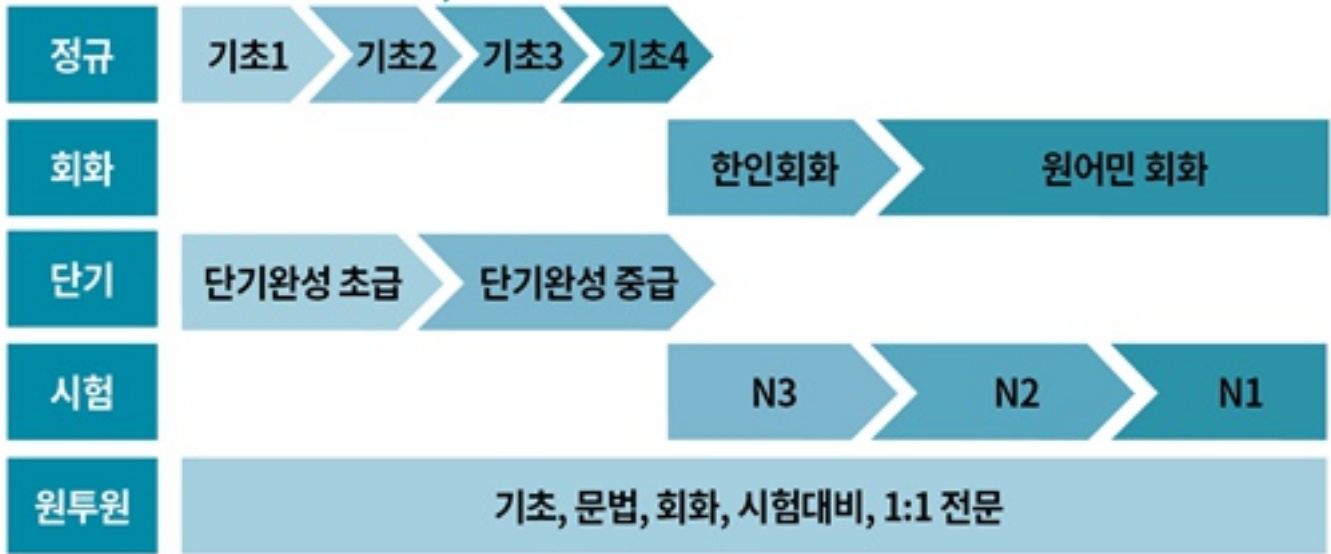 정규 기초1 기초2 기초3 기초4
회화 한인회화 원어민 회화
단기 단기완성 초급 단기완성 중급
시험 N3 N2 N1
원투원 기초, 문법, 회화, 시험대비, 1:1 전문